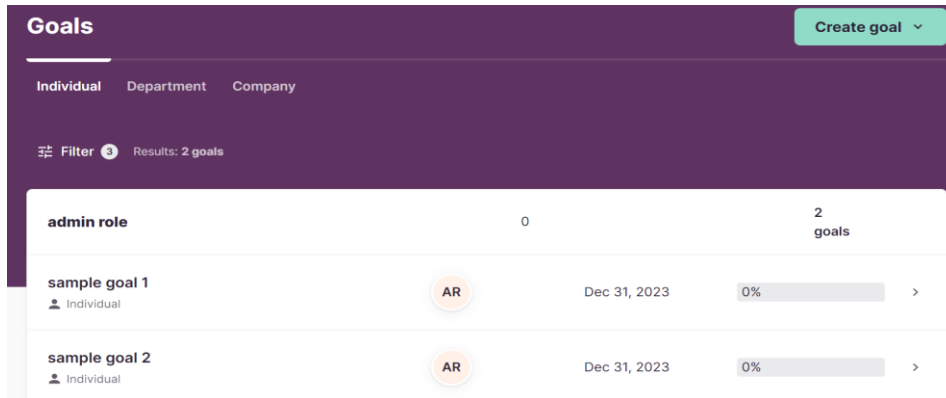 Goals
Create goal
Individual Department Company
Filter 3 Results: 2 goals
admin role 0 2
goals
sample goal 1
Individual
AR Dec 31, 2023 0%
sample goal 2
Individual
AR Dec 31, 2023 0%